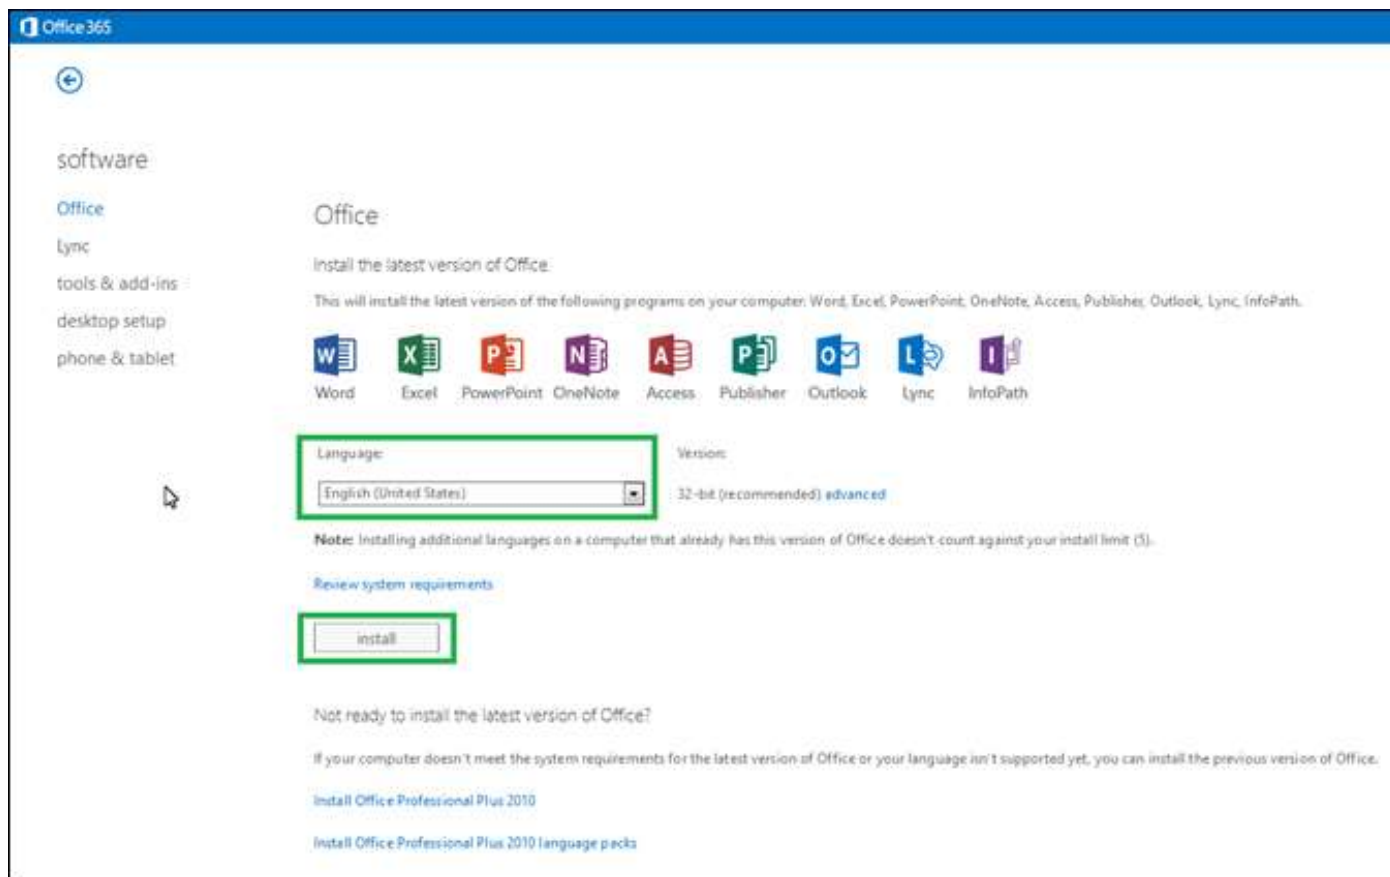 Office 365
software
Office
Lync
tools & add-ins
desktop setup
phone & tablet
Office
Install the latest version of Office
This will install the latest version of the following programs on your computer: Word, Excel, PowerPoint, OneNote, Access, Publisher, Outlook, Lync, InfoPath.
Word Excel PowerPoint OneNote Access Publisher Outlook Lync InfoPath
Language: Version:
English (United States) 32-bit (recommended) advanced
Note: Installing additional languages on a computer that already has this version of Office doesn't count against your install limit (5).
Review system requirements
install
Not ready to install the latest version of Office?
If your computer doesn't meet the system requirements for the latest version of Office or your language isn't supported yet, you can install the previous version of Office.
Install Office Professional Plus 2010
Install Office Professional Plus 2010 language packs